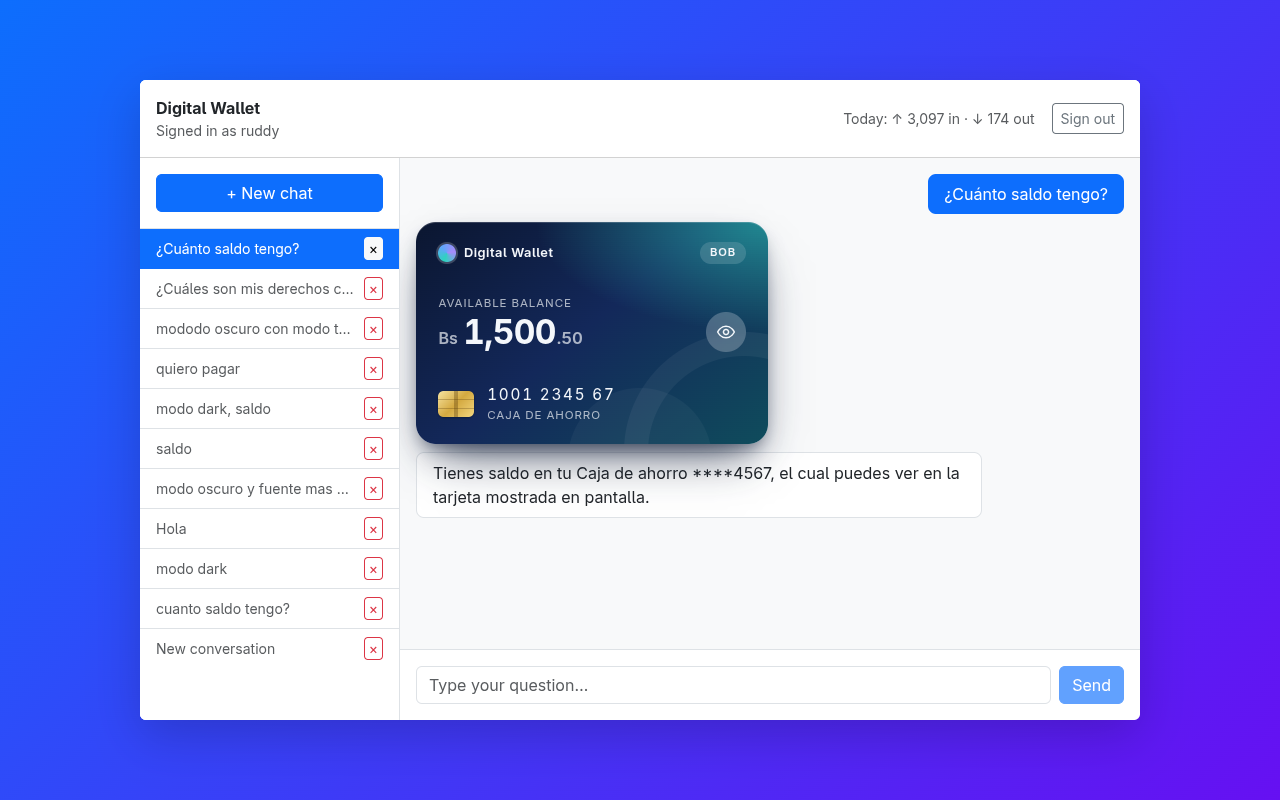 Digital Wallet
Signed in as ruddy
Today: ↑ 3,097 in · ↓ 174 out
Sign out
+ New chat
¿Cuánto saldo tengo?
×
¿Cuáles son mis derechos c...
×
mododo oscuro con modo t...
×
quiero pagar
×
modo dark, saldo
×
saldo
×
modo oscuro y fuente mas ...
×
Hola
×
modo dark
×
cuanto saldo tengo?
×
New conversation
×
¿Cuánto saldo tengo?
Digital Wallet
BOB
AVAILABLE BALANCE
Bs 1,500.50
1001 2345 67
CAJA DE AHORRO
Tienes saldo en tu Caja de ahorro ****4567, el cual puedes ver en la
tarjeta mostrada en pantalla.
Type your question...
Send